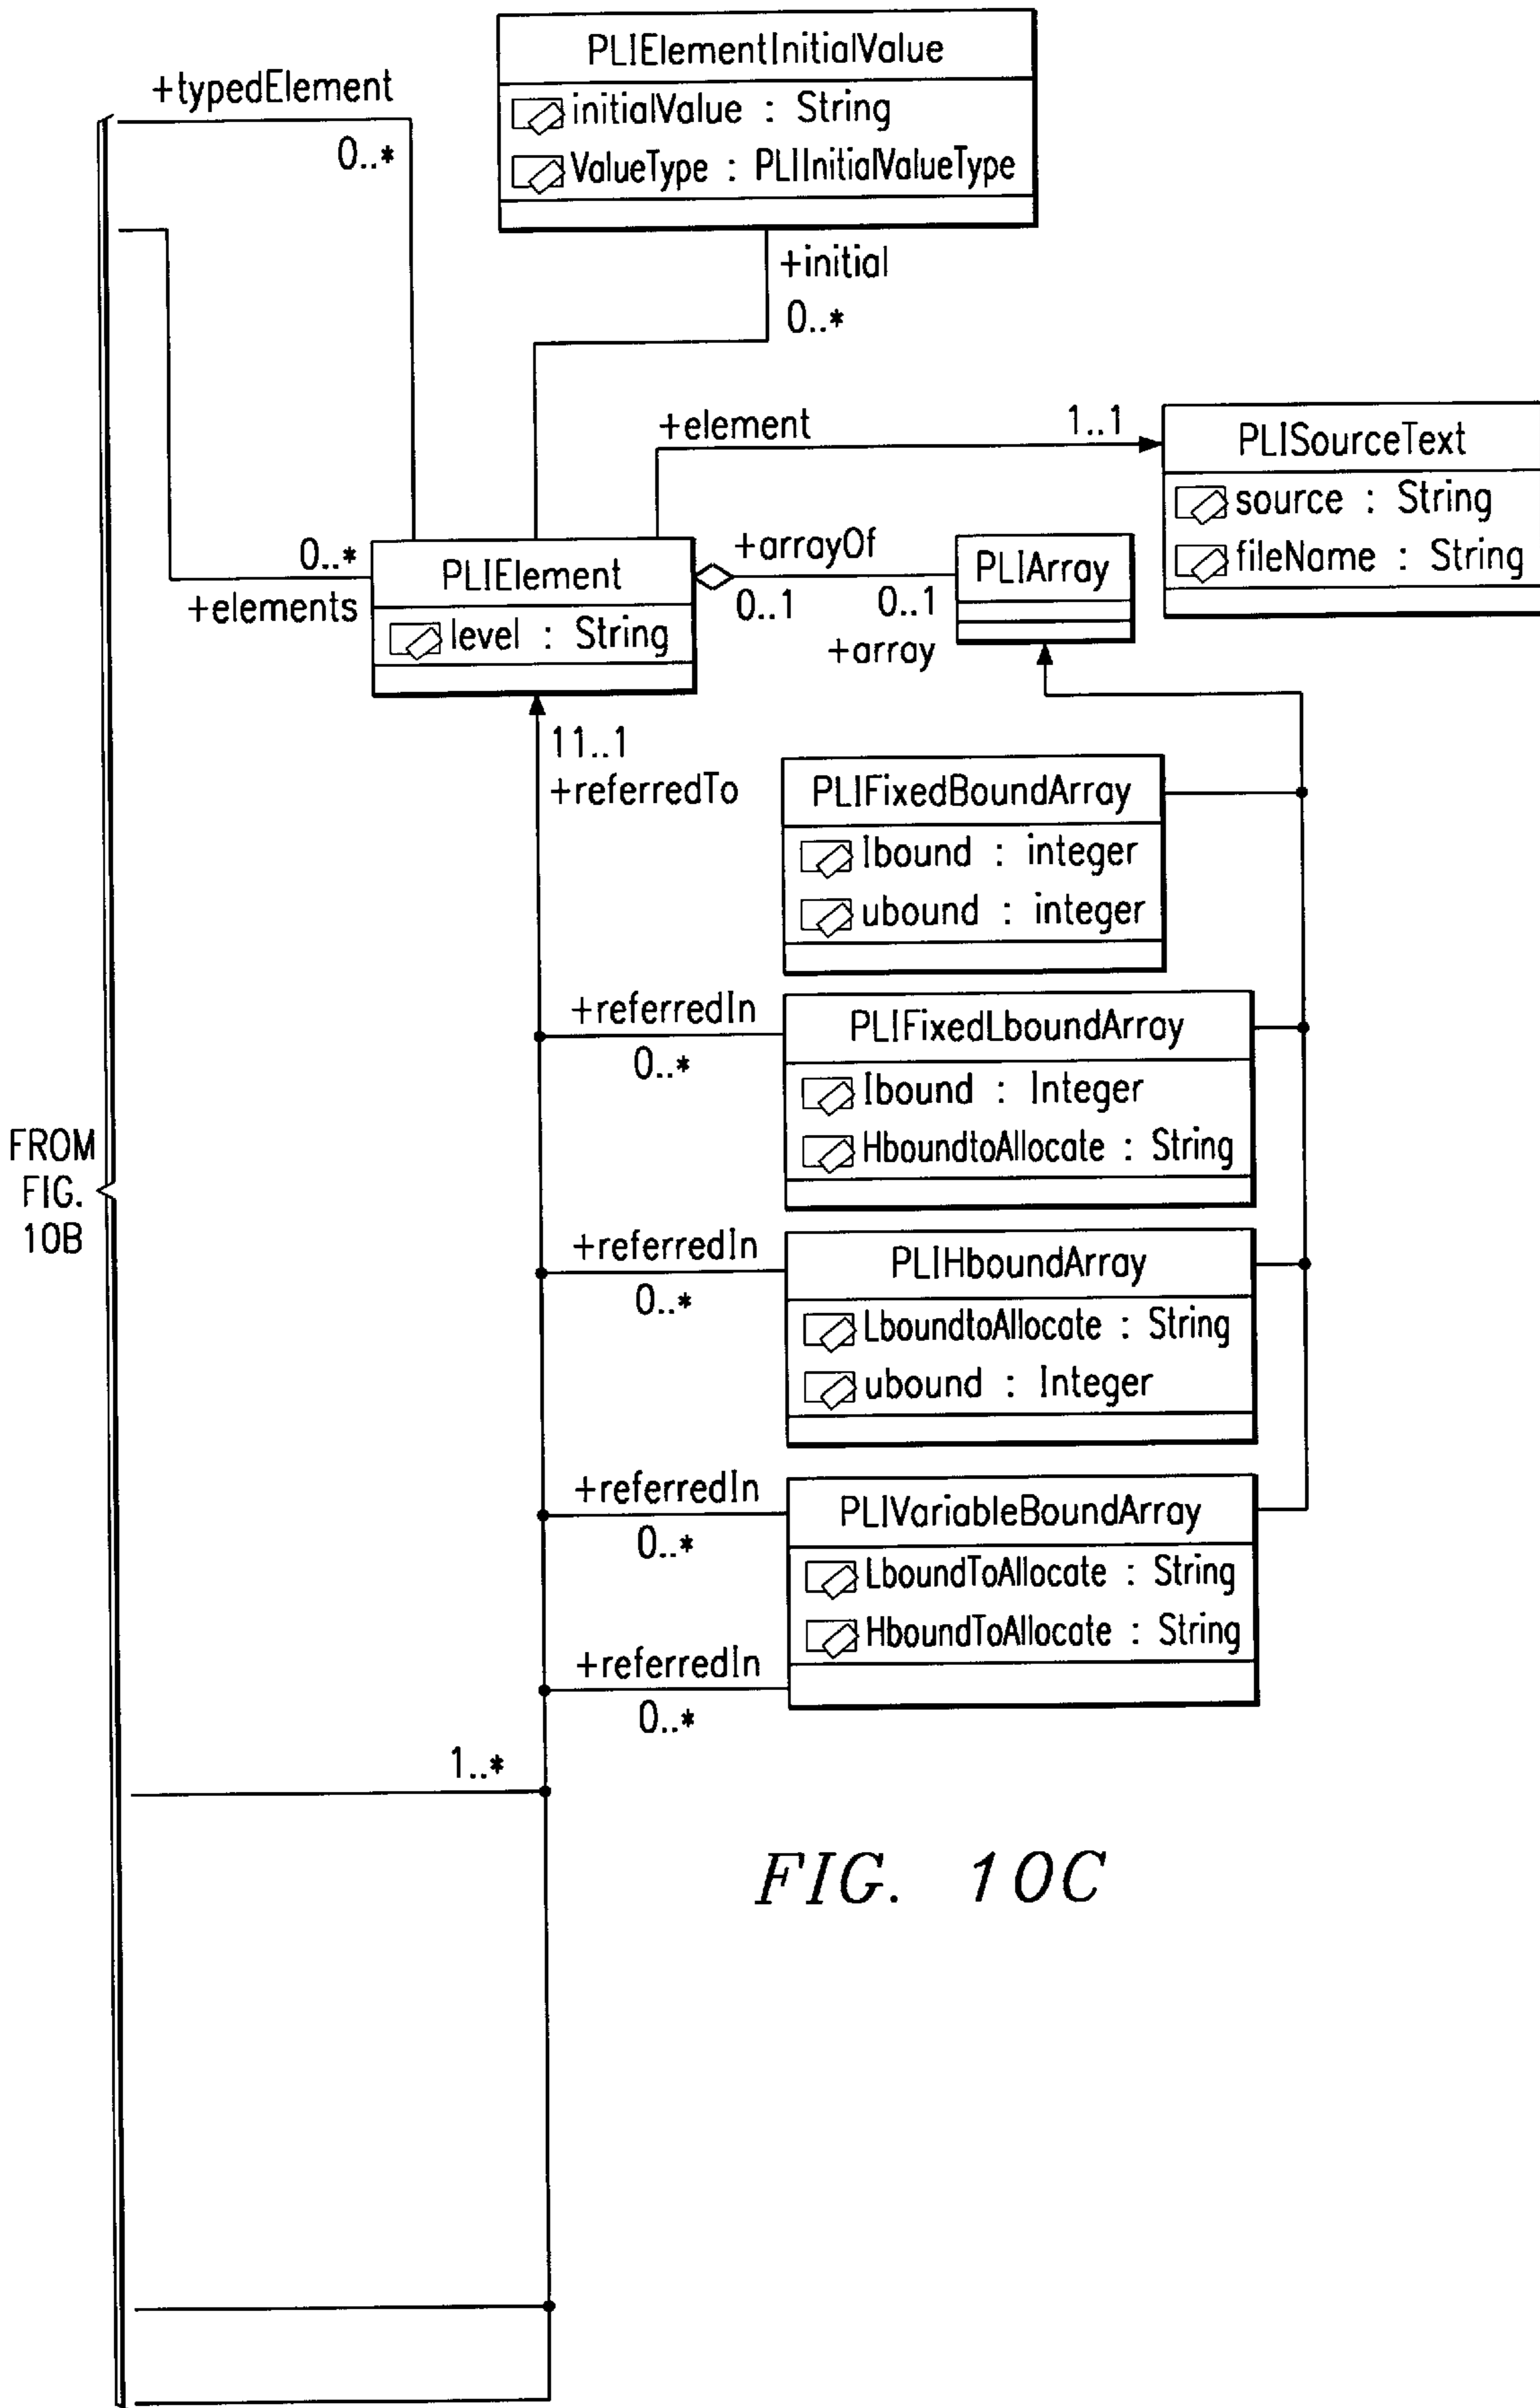 PLIElementInitialValue
initialValue : String
ValueType : PLIInitialValueType
+typedElement
0..*
+initial
0..*
+element
1..1
PLISourceText
source : String
fileName : String
0..*
+elements
PLIElement
level : String
+arrayOf
0..1
0..1
+array
PLIArray
11..1
+referredTo
PLIFixedBoundArray
lbound : integer
ubound : integer
+referredIn
0..*
PLIFixedLboundArray
lbound : Integer
HboundtoAllocate : String
FROM
FIG.
10B
+referredIn
0..*
PLIHboundArray
LboundtoAllocate : String
ubound : Integer
+referredIn
0..*
PLIVariableBoundArray
LboundToAllocate : String
HboundToAllocate : String
+referredIn
0..*
1..*
FIG. 10C